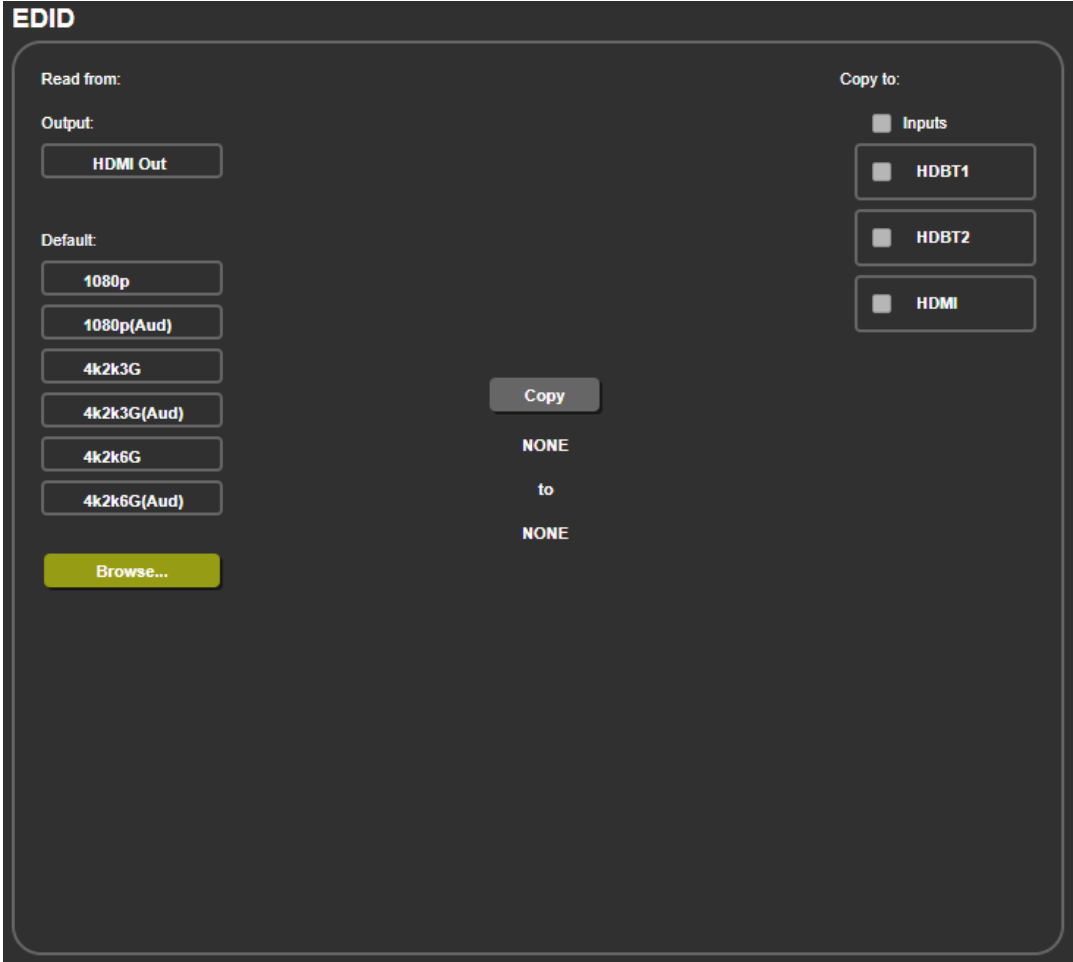 EDID
Read from:
Output:
HDMI Out
Default:
1080p
1080p(Aud)
4k2k3G
4k2k3G(Aud)
4k2k6G
4k2k6G(Aud)
Browse...
Copy
NONE
to
NONE
Copy to:
Inputs
HDBT1
HDBT2
HDMI